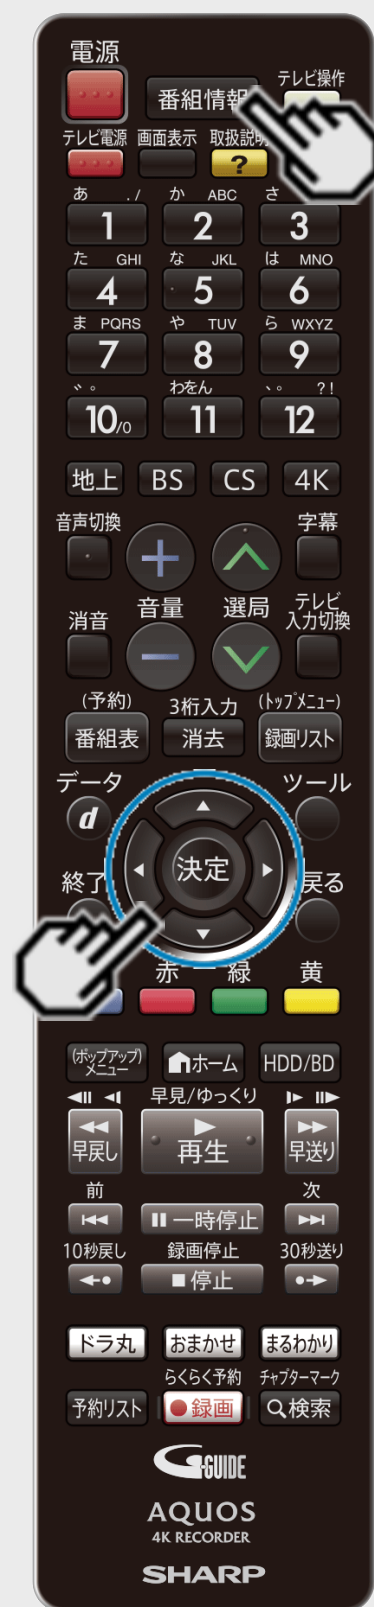 電源
番組情報
テレビ操作
テレビ電源 画面表示 取扱説明
?
あ ./ か ABC さ
1 2 3
た GHI な JKL は MNO
4 5 6
ま PQRS や TUV ら WXYZ
7 8 9
゛゜ わをん 、。 ?!
10/0 11 12
地上 BS CS 4K
音声切換 字幕
消音 音量 選局 テレビ
入力切換
(予約) 3桁入力 (トップメニュー)
番組表 消去 録画リスト
データ ツール
d
決定
終了 戻る
赤 緑 黄
(ポップアップ)
メニュー ホーム HDD/BD
早見/ゆっくり
早戻し 再生 早送り
前 次
一時停止
10秒戻し 録画停止 30秒送り
停止
ドラ丸 おまかせ まるわかり
らくらく予約 チャプターマーク
予約リスト 録画 検索
G-GUIDE
AQUOS
4K RECORDER
SHARP